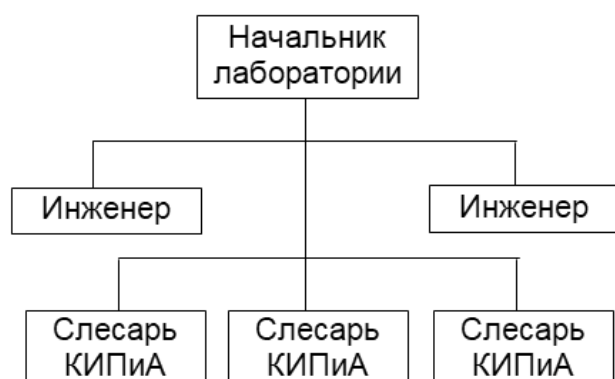 Начальник
лаборатории
Инженер
Инженер
Слесарь
КИПиА
Слесарь
КИПиА
Слесарь
КИПиА